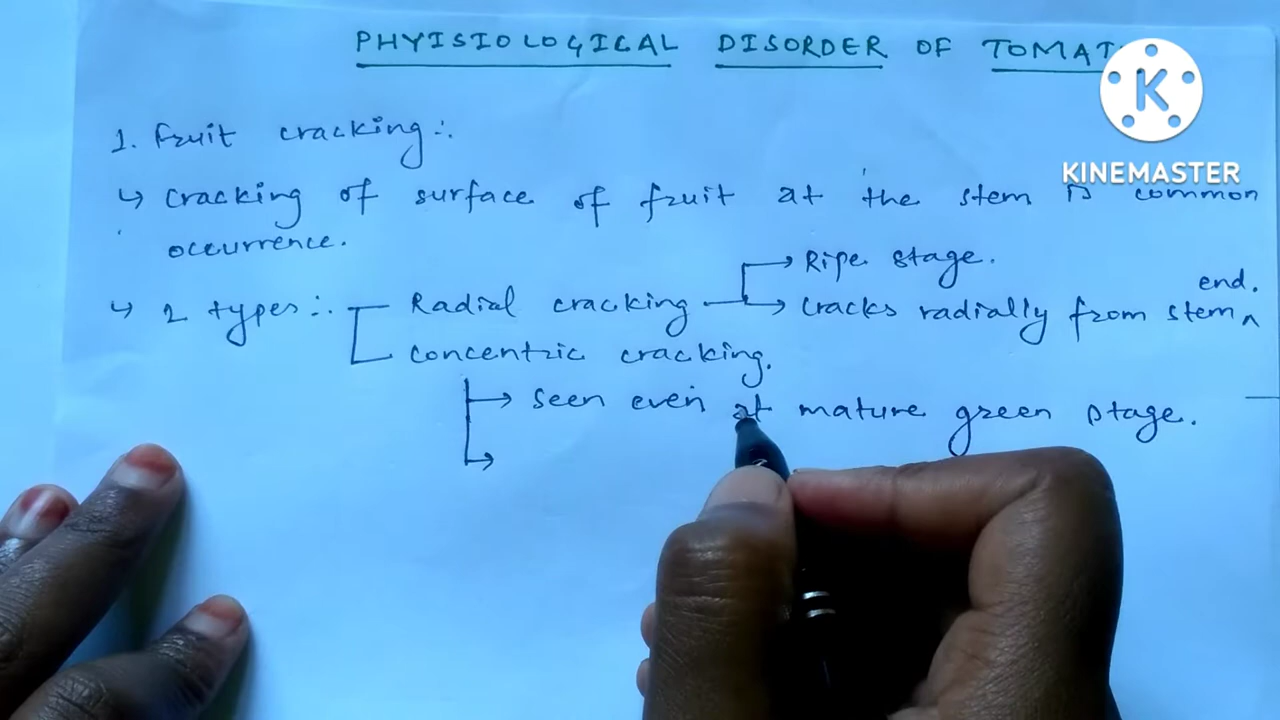 PHYISIOLOGICAL DISORDER OF TOMAT
K
KINEMASTER
1. Fruit cracking :.
↳ Cracking of surface of fruit at the stem is common
occurrence.
↳ 2 types :. Radial cracking → Ripe stage.
→ Cracks radially from stem ^ end.
concentric cracking.
→ Seen even at mature green stage.
→